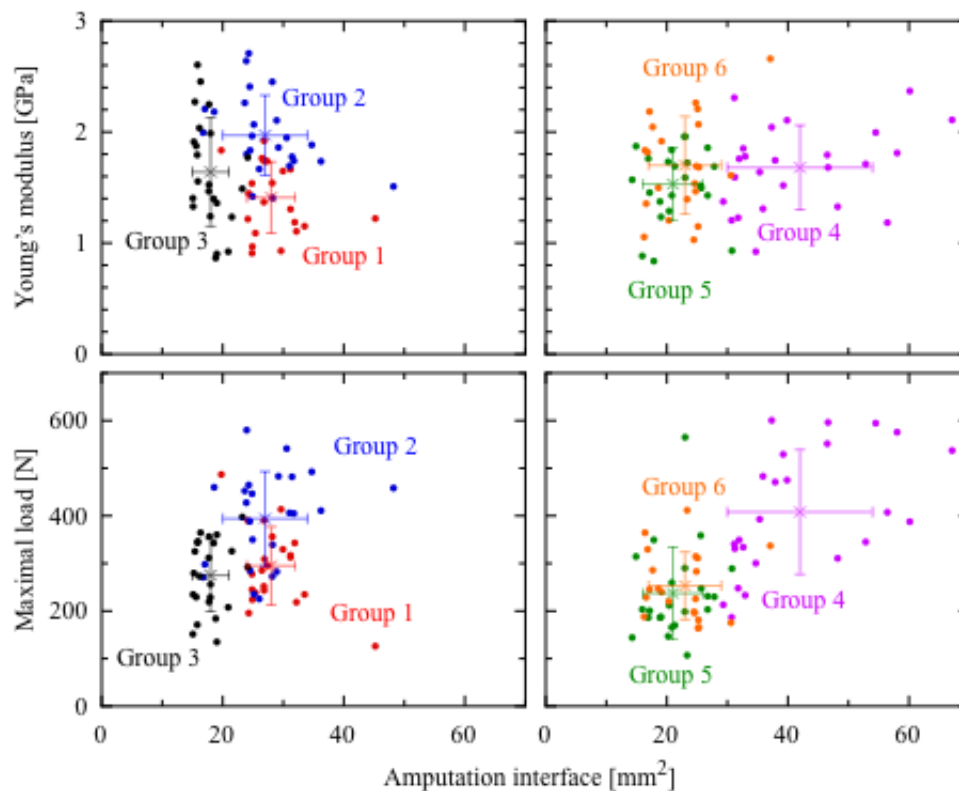 3
2
1
0
Young's modulus [GPa]
Group 2
Group 3
Group 1
Group 6
Group 4
Group 5
600
400
200
0
Maximal load [N]
Group 2
Group 1
Group 3
Group 6
Group 4
Group 5
0 20 40 60 0 20 40 60
Amputation interface [mm²]